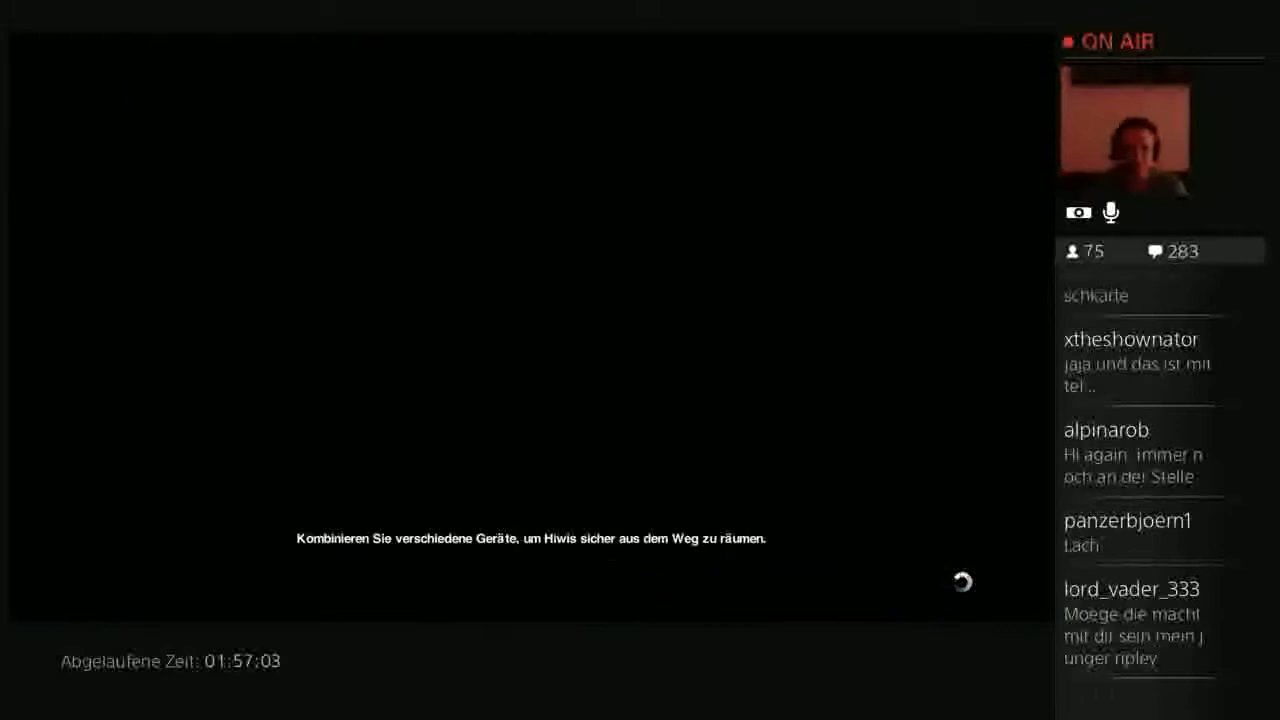 ON AIR
75 283
schkarte
xtheshownator
jaja und das ist mit
tel ..
alpinarob
Hi again immer n
och an der Stelle
panzerbjoern1
Lach
lord_vader_333
Moege die macht
mit dir sein mein j
unger ripley
Kombinieren Sie verschiedene Geräte, um Hiwis sicher aus dem Weg zu räumen.
Abgelaufene Zeit: 01:57:03